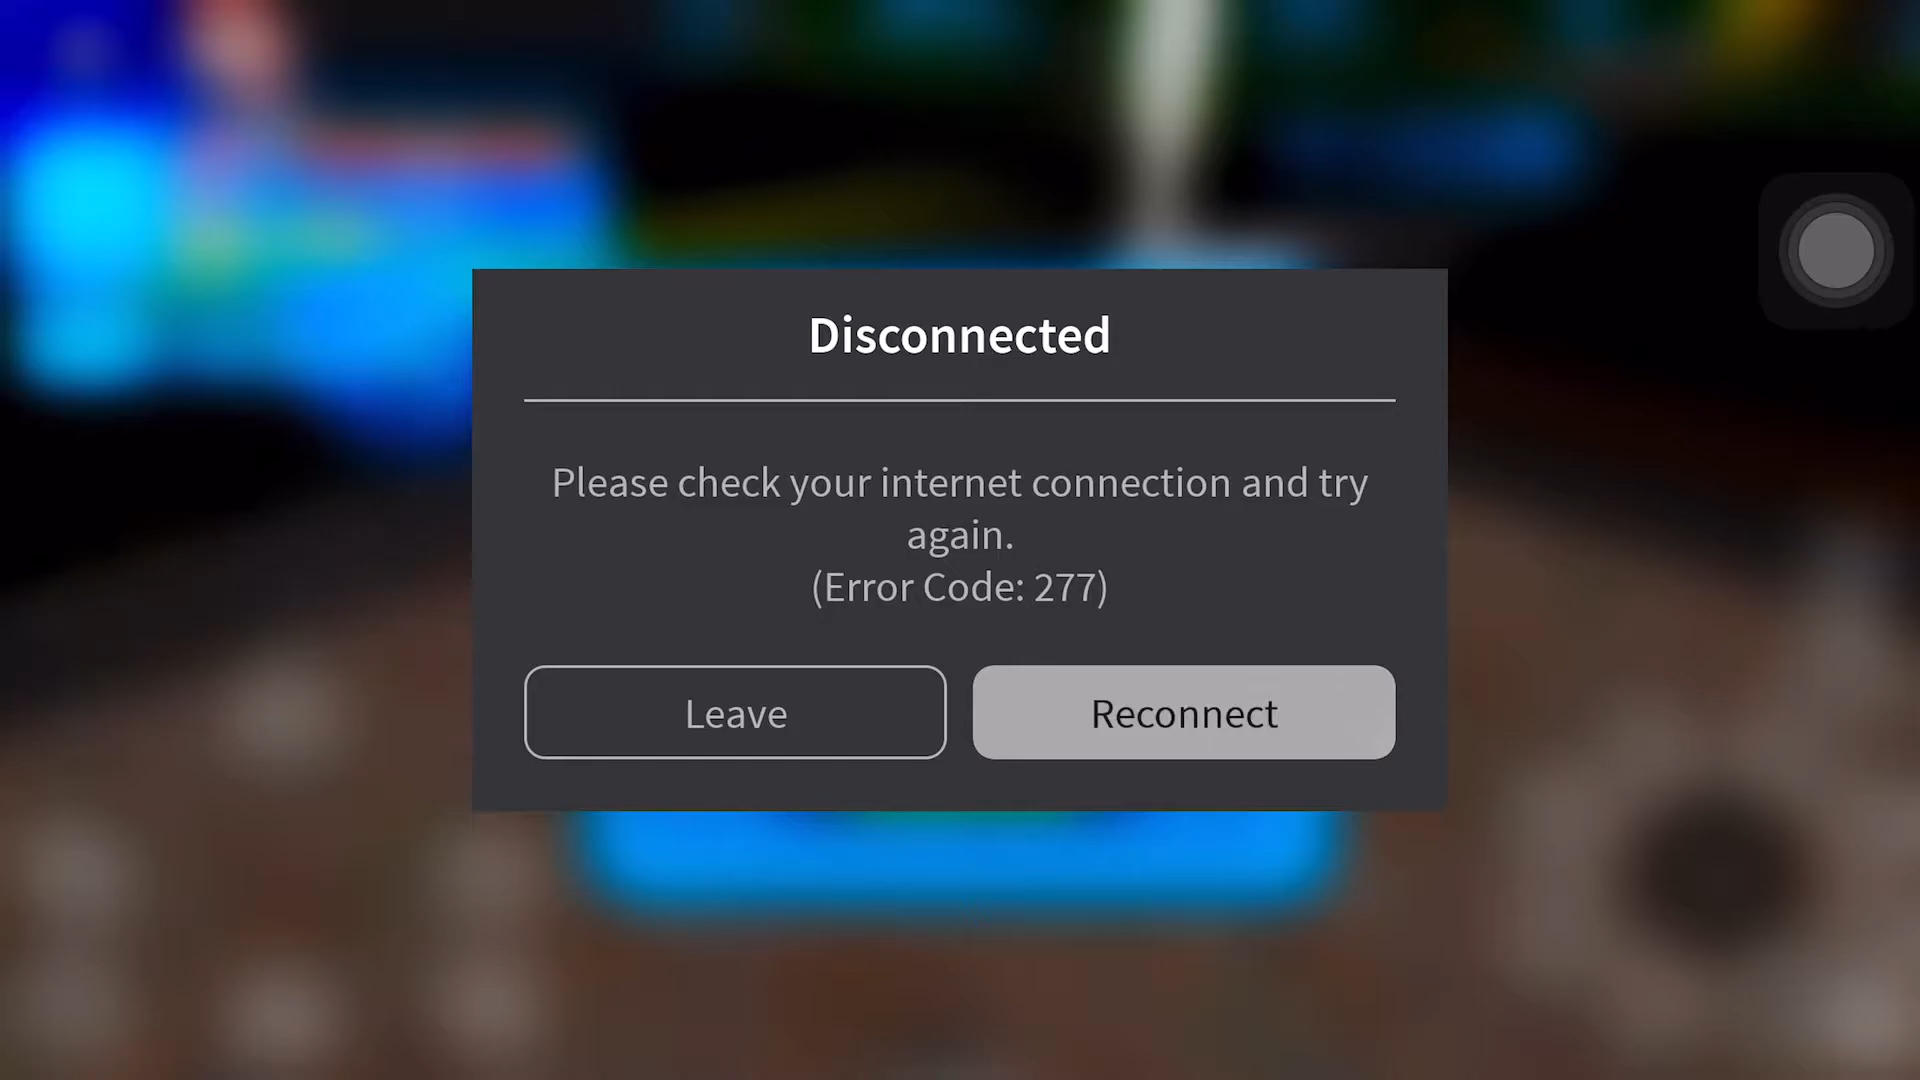 Disconnected
Please check your internet connection and try
again.
(Error Code: 277)
Leave
Reconnect